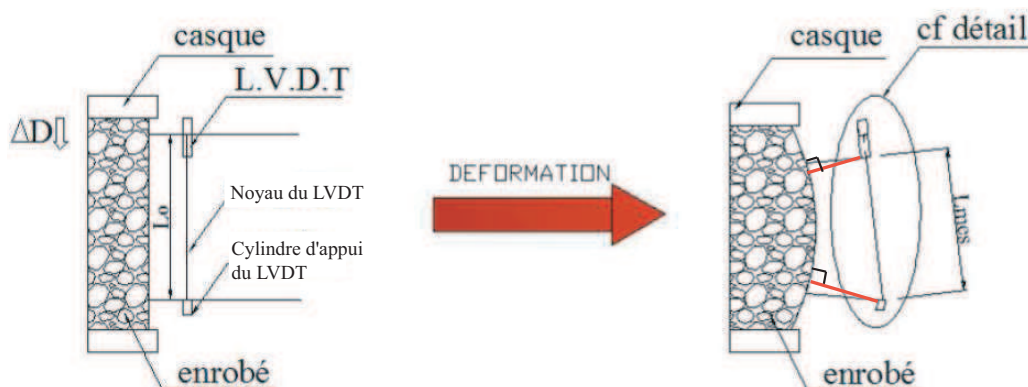 casque
L.V.D.T
ΔD
Lo
Noyau du LVDT
Cylindre d'appui
du LVDT
enrobé
DEFORMATION
casque
cf détail
Lmes
enrobé